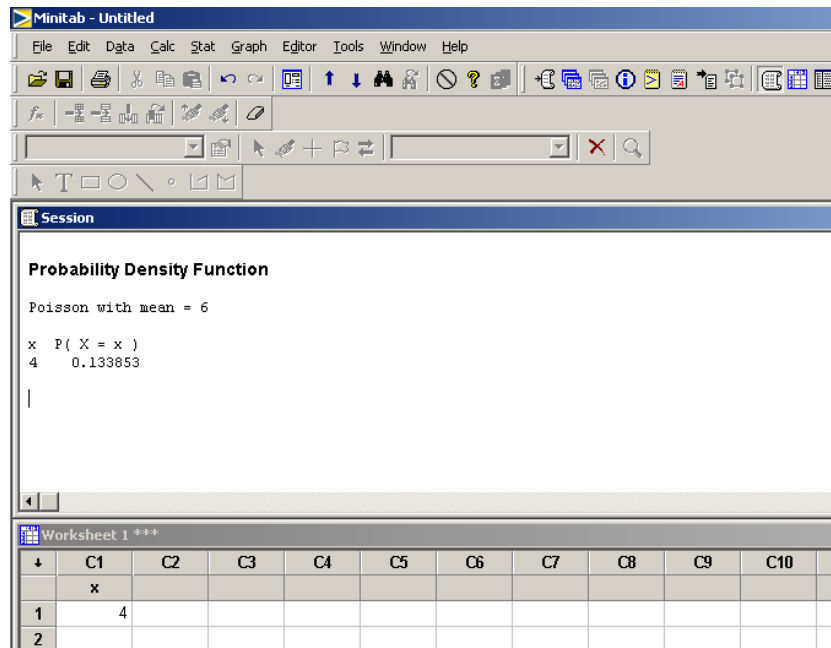 Minitab - Untitled
File Edit Data Calc Stat Graph Editor Tools Window Help
Session
Probability Density Function
Poisson with mean = 6
x P( X = x )
4 0.133853
Worksheet 1 ***
C1 C2 C3 C4 C5 C6 C7 C8 C9 C10
x
1 4
2